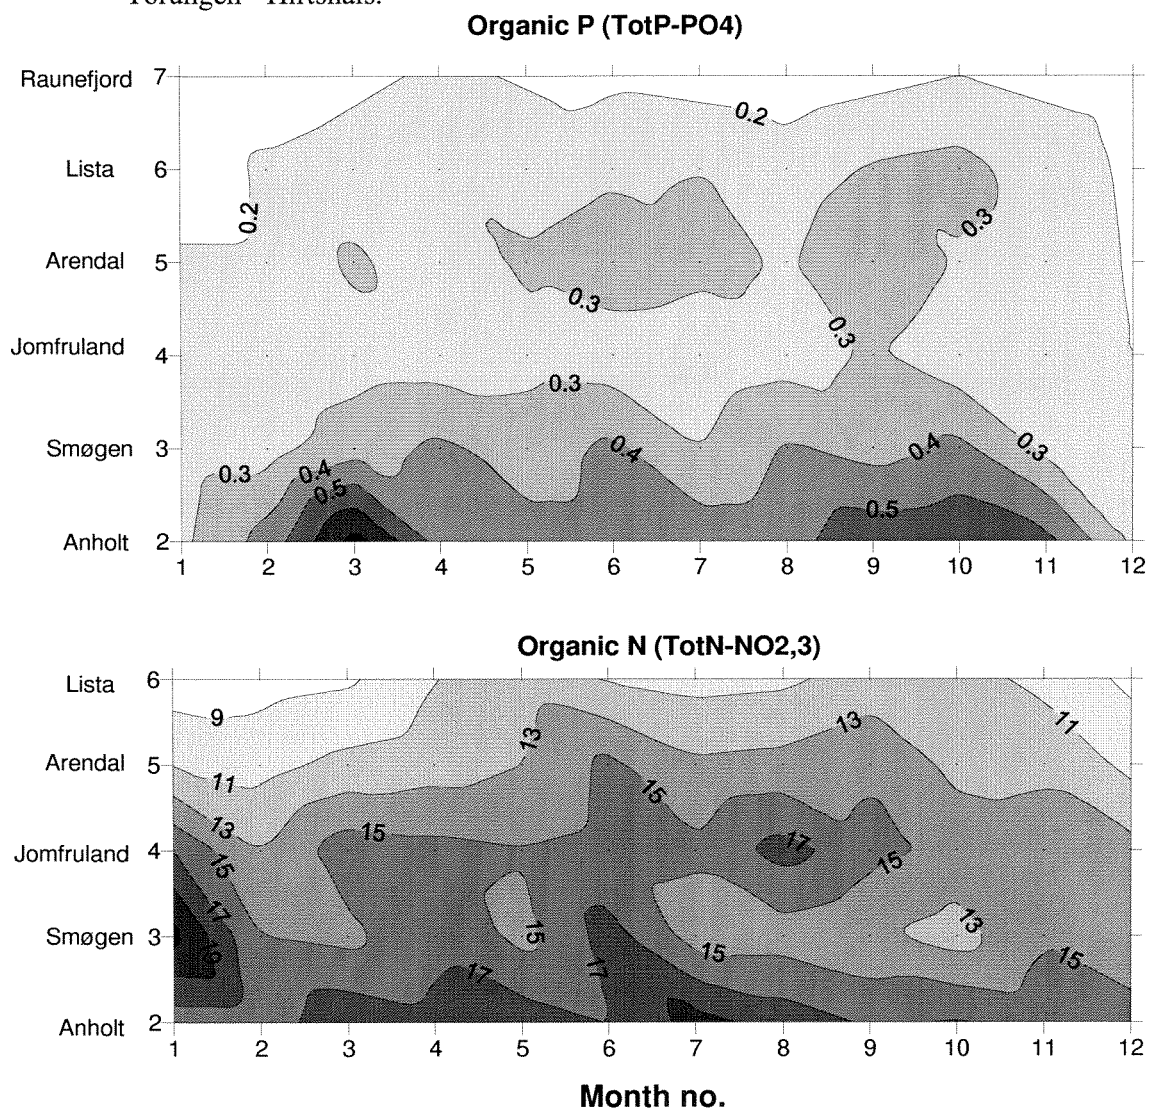 Organic P (TotP-PO4)
Raunefjord 7
0.2
Lista 6
0.2
0.3
Arendal 5
0.3
0.3
Jomfruland 4
0.3
Smøgen 3
0.4
0.4
0.3
0.3
0.4
0.5
0.5
Anholt 2
1 2 3 4 5 6 7 8 9 10 11 12
Organic N (TotN-NO2,3)
Lista 6
9
13
13
11
Arendal 5
11
15
13
15
17
Jomfruland 4
15
15
17
13
Smøgen 3
15
19
15
15
17
17
Anholt 2
1 2 3 4 5 6 7 8 9 10 11 12
Month no.